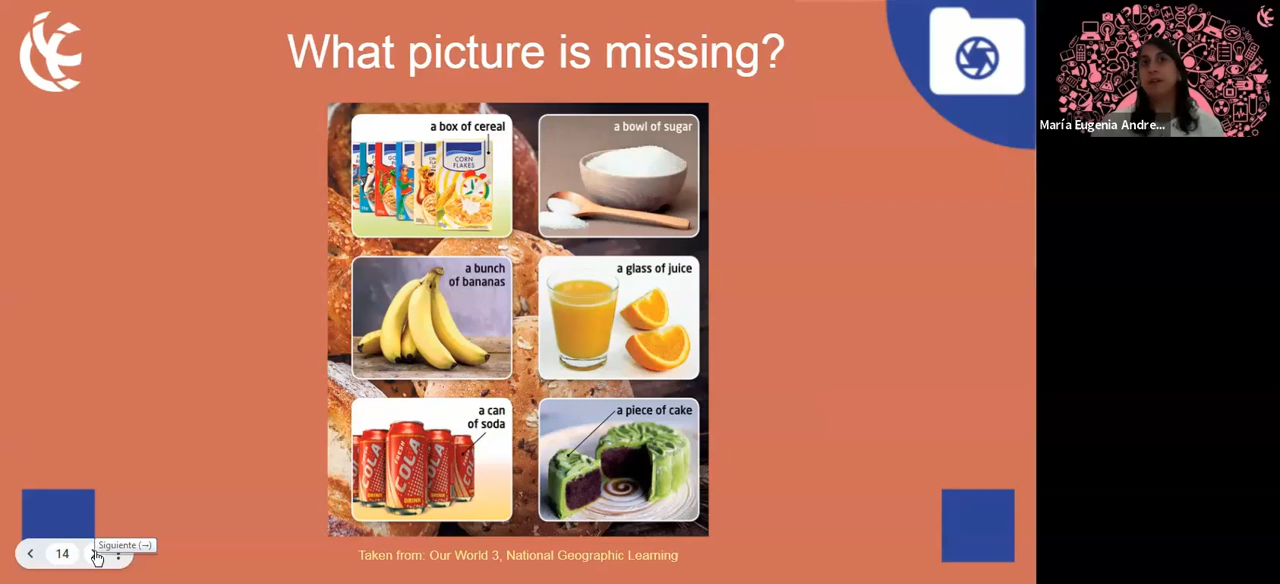 What picture is missing?
María Eugenia Andre...
a box of cereal
CORN
FLAKES
a bowl of sugar
a bunch
of bananas
a glass of juice
a can
of soda
FRESH
COLA
DRINK
a piece of cake
Siguiente (→)
14
Taken from: Our World 3, National Geographic Learning